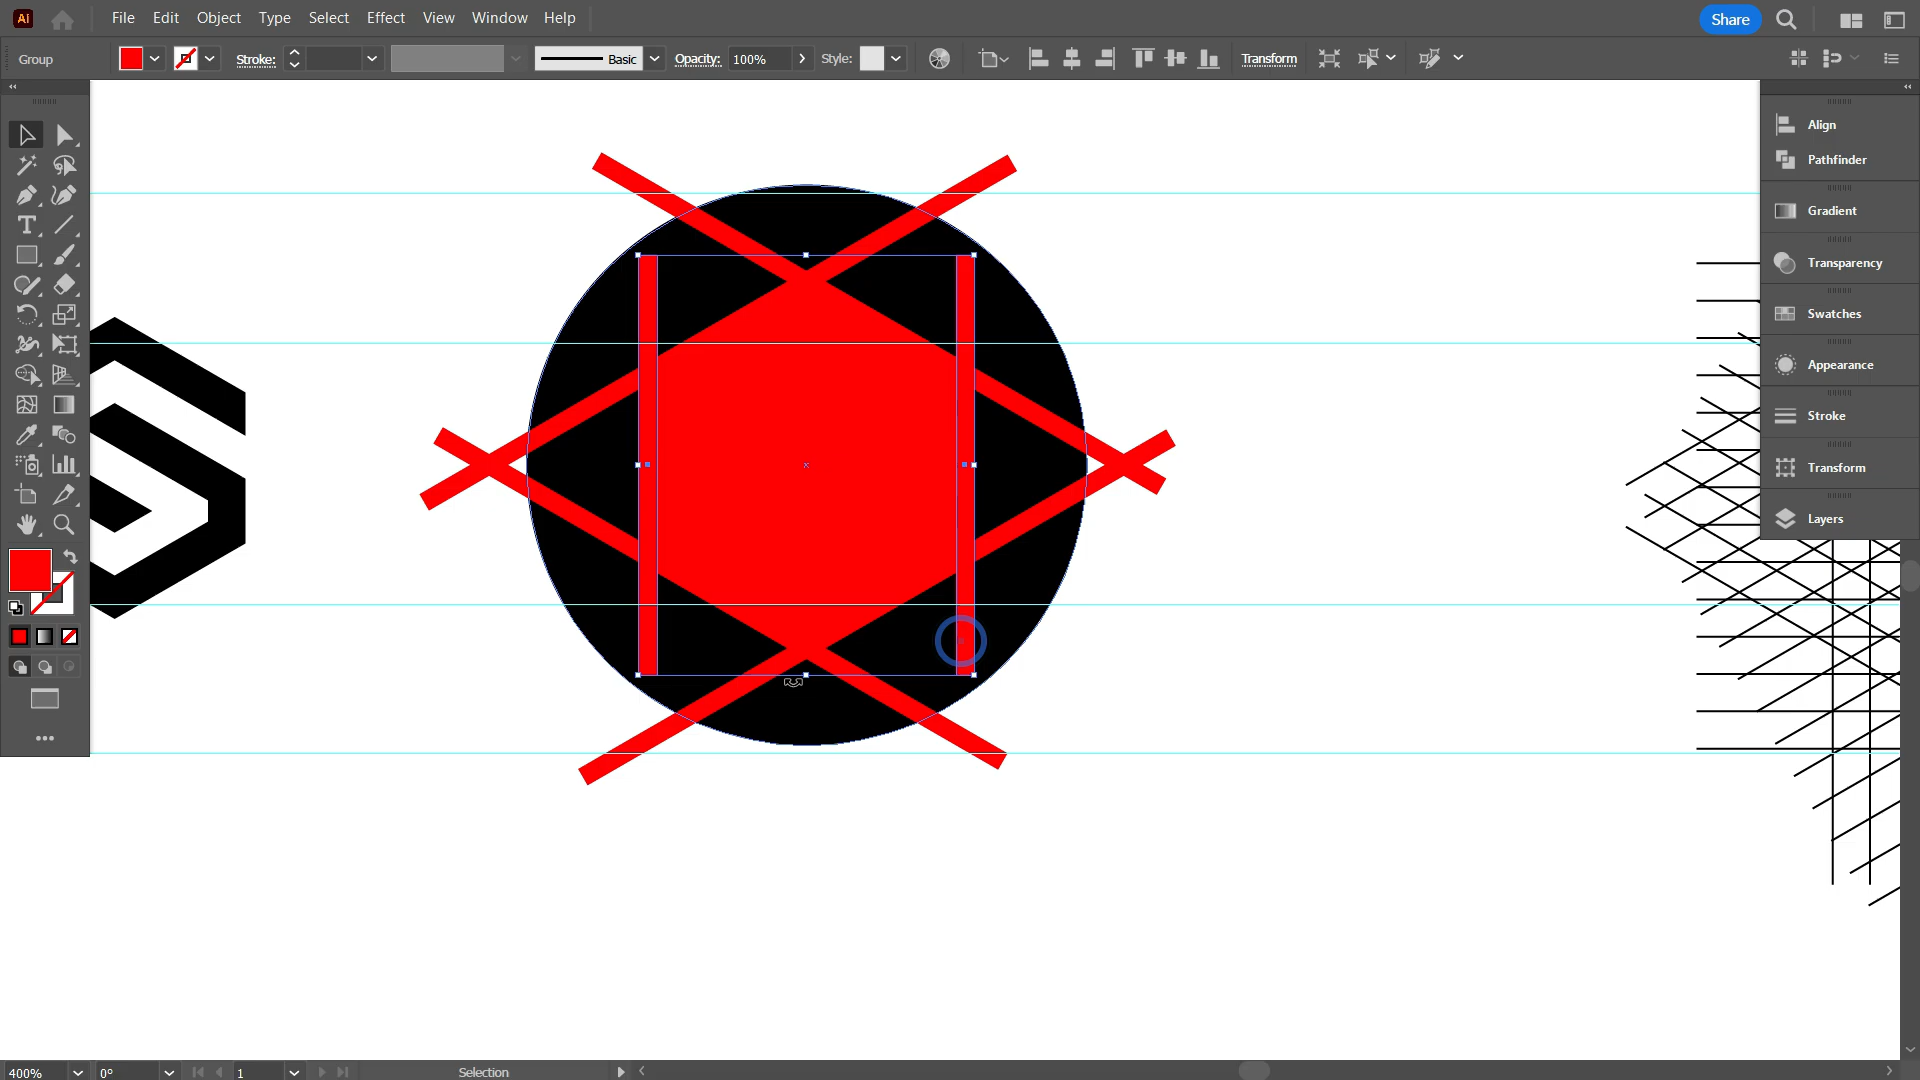 Ai File Edit Object Type Select Effect View Window Help Share
Group Stroke: Basic Opacity: 100% Style: Transform
Align
Pathfinder
Gradient
Transparency
Swatches
Appearance
Stroke
Transform
Layers
400% 0° 1 Selection